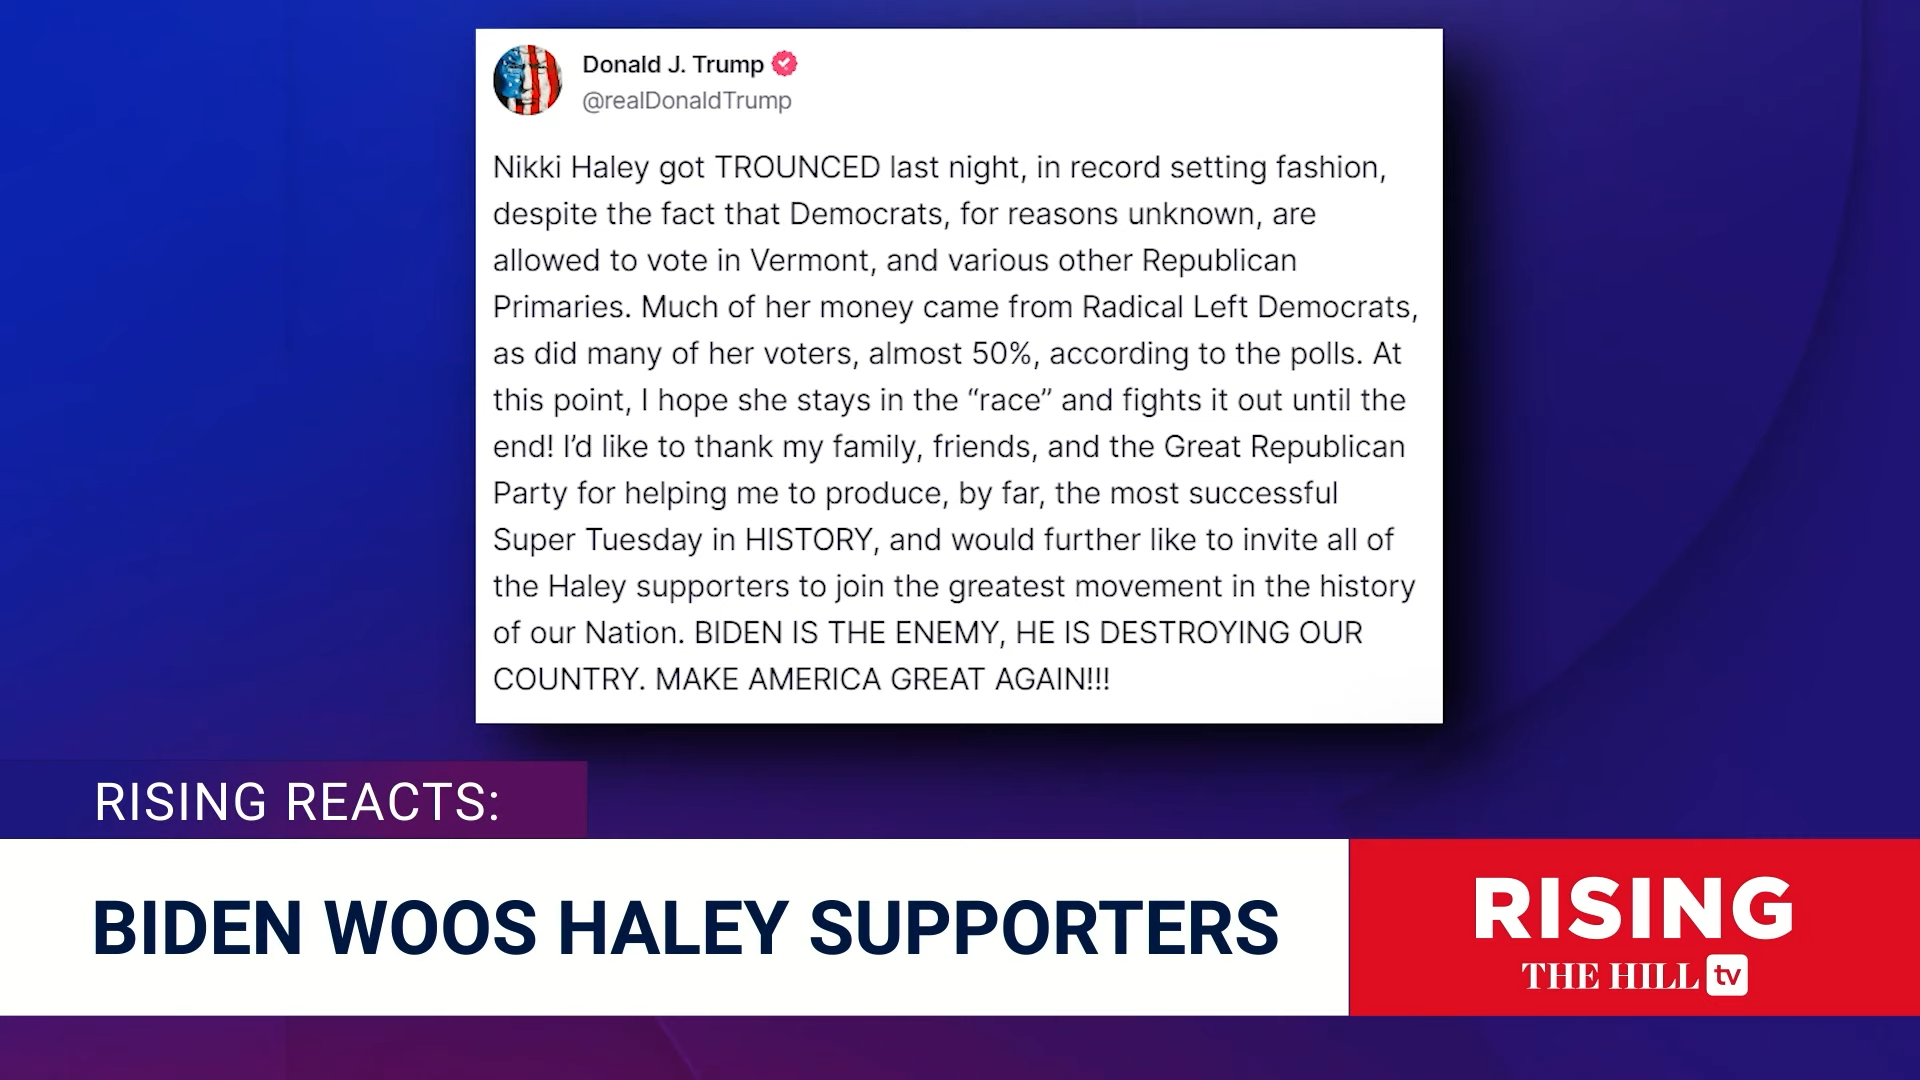 Donald J. Trump
@realDonaldTrump
Nikki Haley got TROUNCED last night, in record setting fashion,
despite the fact that Democrats, for reasons unknown, are
allowed to vote in Vermont, and various other Republican
Primaries. Much of her money came from Radical Left Democrats,
as did many of her voters, almost 50%, according to the polls. At
this point, I hope she stays in the “race” and fights it out until the
end! I’d like to thank my family, friends, and the Great Republican
Party for helping me to produce, by far, the most successful
Super Tuesday in HISTORY, and would further like to invite all of
the Haley supporters to join the greatest movement in the history
of our Nation. BIDEN IS THE ENEMY, HE IS DESTROYING OUR
COUNTRY. MAKE AMERICA GREAT AGAIN!!!
RISING REACTS:
BIDEN WOOS HALEY SUPPORTERS
RISING
THE HILL tv